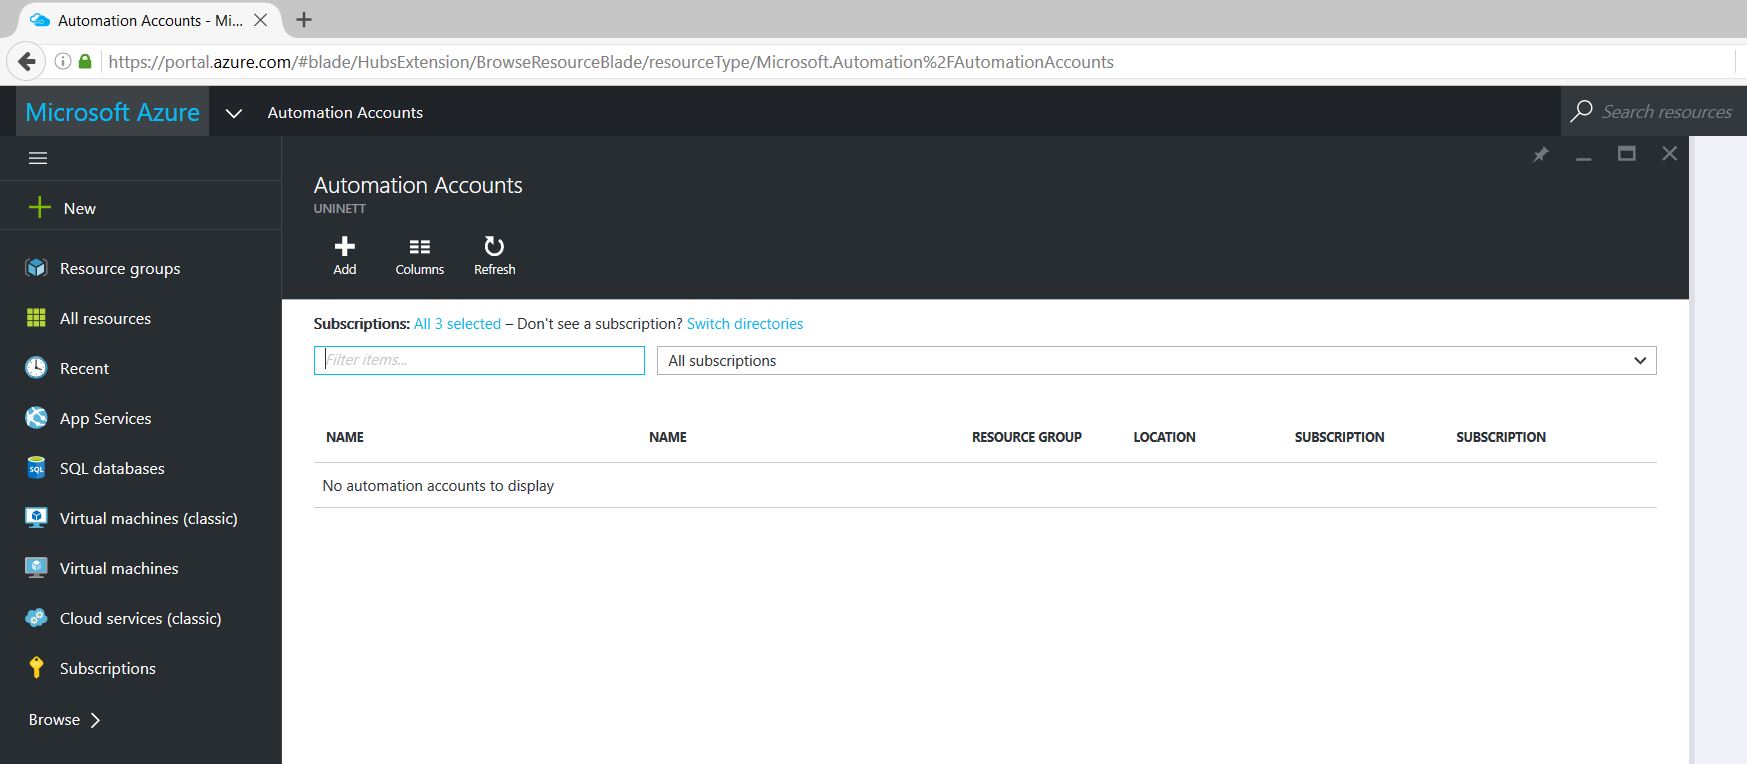 Automation Accounts - Mi...
https://portal.azure.com/#blade/HubsExtension/BrowseResourceBlade/resourceType/Microsoft.Automation%2FAutomationAccounts
Microsoft Azure
Automation Accounts
Search resources
New
Resource groups
All resources
Recent
App Services
SQL
SQL databases
Virtual machines (classic)
Virtual machines
Cloud services (classic)
Subscriptions
Browse
Automation Accounts
UNINETT
Add Columns Refresh
Subscriptions: All 3 selected – Don't see a subscription? Switch directories
Filter items...
All subscriptions
NAME NAME RESOURCE GROUP LOCATION SUBSCRIPTION SUBSCRIPTION
No automation accounts to display